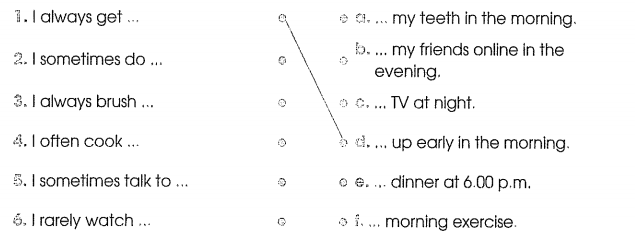 1. I always get ...
a. ... my teeth in the morning.
2. I sometimes do ...
b. ... my friends online in the
evening.
3. I always brush ...
c. ... TV at night.
4. I often cook ...
d. ... up early in the morning.
5. I sometimes talk to ...
e. ... dinner at 6.00 p.m.
6. I rarely watch ...
f. ... morning exercise.